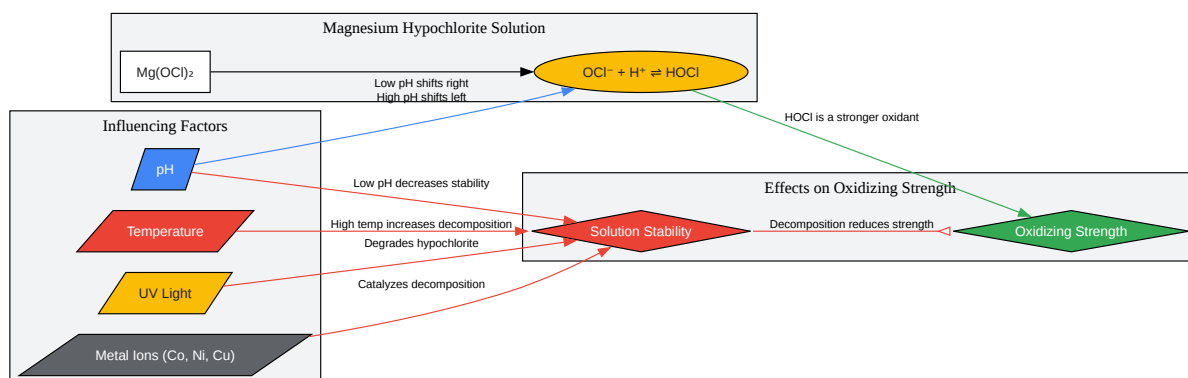 Magnesium Hypochlorite Solution
Mg(OCl)₂
OCl⁻ + H⁺ ⇌ HOCl
Low pH shifts right
High pH shifts left
HOCl is a stronger oxidant
Influencing Factors
pH
Low pH decreases stability
Effects on Oxidizing Strength
Temperature
High temp increases decomposition
Solution Stability
Decomposition reduces strength
Oxidizing Strength
Degrades hypochlorite
UV Light
Catalyzes decomposition
Metal Ions (Co, Ni, Cu)